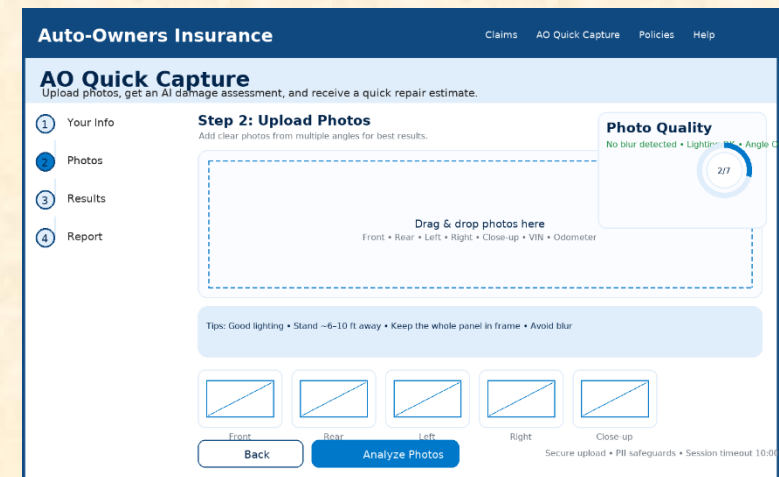 Auto-Owners Insurance
Claims AO Quick Capture Policies Help
AO Quick Capture
Upload photos, get an AI damage assessment, and receive a quick repair estimate.
1 Your Info
2 Photos
3 Results
4 Report
Step 2: Upload Photos
Add clear photos from multiple angles for best results.
Photo Quality
No blur detected • Lighting OK • Angle
2/7
Drag & drop photos here
Front • Rear • Left • Right • Close-up • VIN • Odometer
Tips: Good lighting • Stand ~6–10 ft away • Keep the whole panel in frame • Avoid blur
Front Rear Left Right Close-up
Back Analyze Photos
Secure upload • PII safeguards • Session timeout 10:00